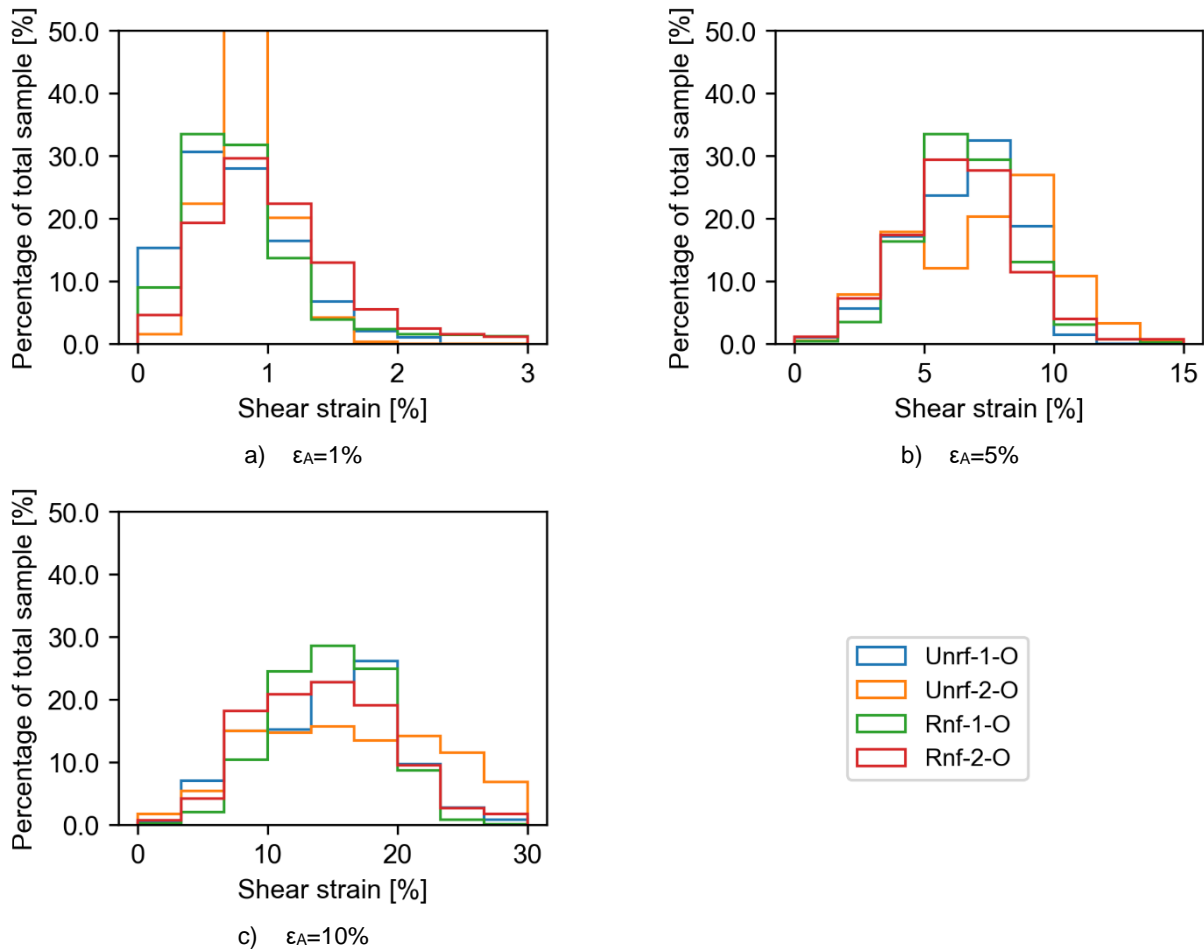 Percentage of total sample [%]
50.0
40.0
30.0
20.0
10.0
0.0
0 1 2 3
Shear strain [%]
a) εA=1%
Percentage of total sample [%]
50.0
40.0
30.0
20.0
10.0
0.0
0 5 10 15
Shear strain [%]
b) εA=5%
Percentage of total sample [%]
50.0
40.0
30.0
20.0
10.0
0.0
0 10 20 30
Shear strain [%]
c) εA=10%
Unrf-1-O
Unrf-2-O
Rnf-1-O
Rnf-2-O